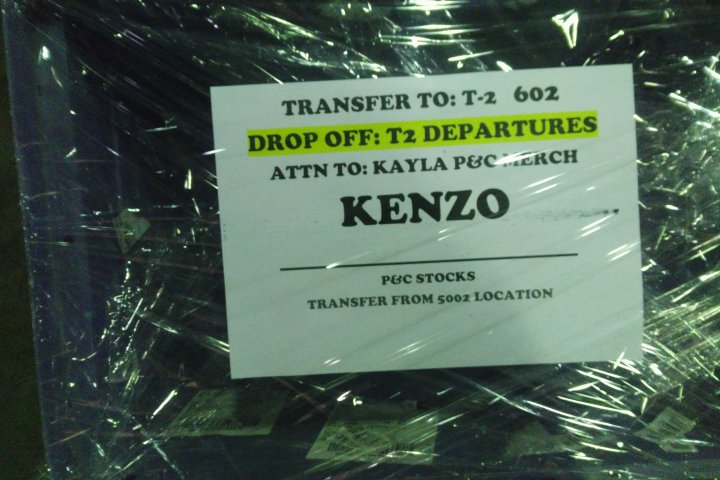 TRANSFER TO: T-2 602
DROP OFF: T2 DEPARTURES
ATTN TO: KAYLA P&C MERCH
KENZO
P&C STOCKS
TRANSFER FROM 5002 LOCATION